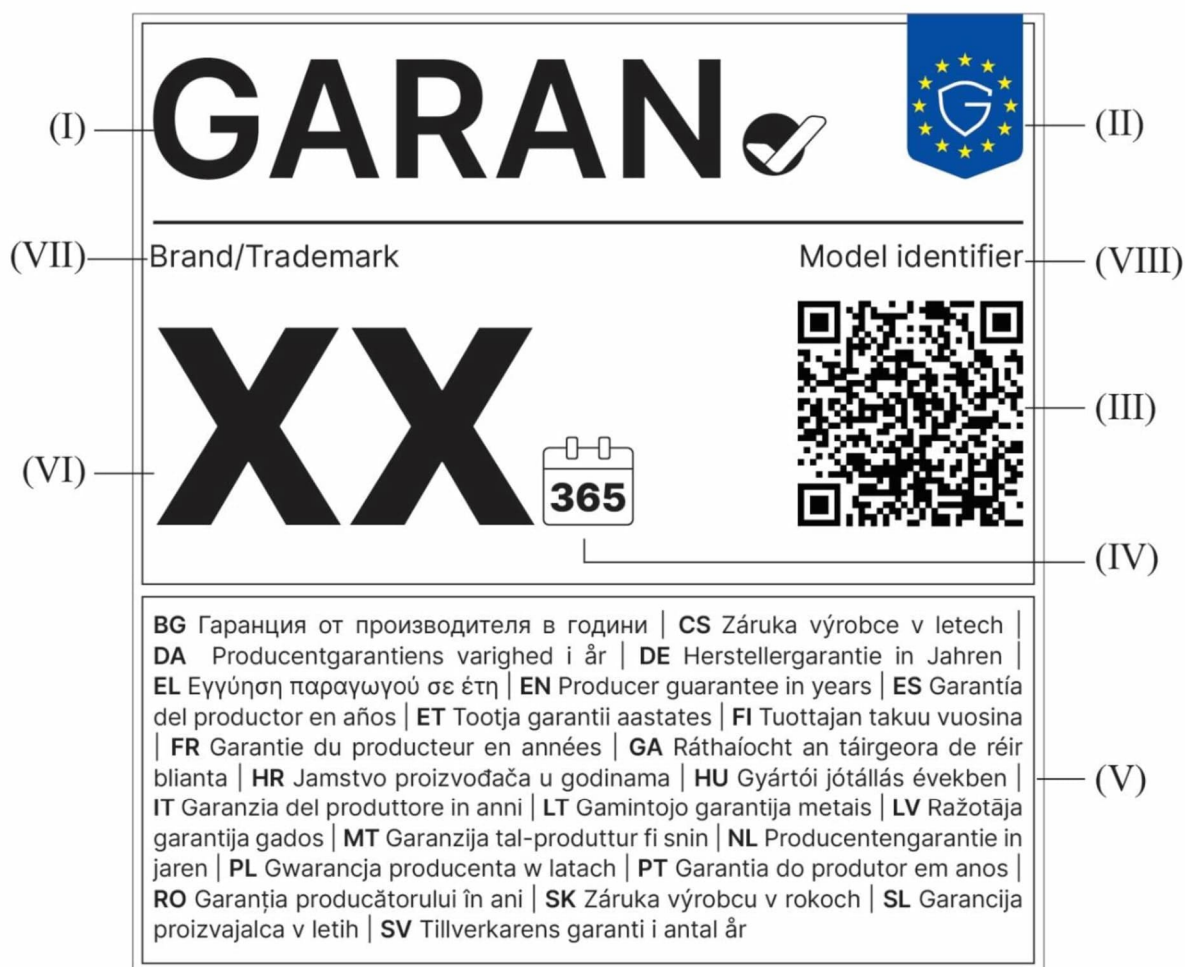 (I) GARAN (II)
(VII) Brand/Trademark Model identifier (VIII)
(VI) XX 365 (III)
(IV)
BG Гаранция от производителя в години | CS Záruka výrobce v letech |
DA Producentgarantiens varighed i år | DE Herstellergarantie in Jahren |
EL Εγγύηση παραγωγού σε έτη | EN Producer guarantee in years | ES Garantía
del productor en años | ET Tootja garantii aastates | FI Tuottajan takuu vuosina
| FR Garantie du producteur en années | GA Ráthaíocht an táirgeora de réir
blianta | HR Jamstvo proizvođača u godinama | HU Gyártói jótállás években |
IT Garanzia del produttore in anni | LT Gamintojo garantija metais | LV Ražotāja
garantija gados | MT Garanzija tal-produttur fi snin | NL Producentengarantie in
jaren | PL Gwarancja producenta w latach | PT Garantia do produtor em anos |
RO Garanția producătorului în ani | SK Záruka výrobcu v rokoch | SL Garancija
proizvajalca v letih | SV Tillverkarens garanti i antal år
(V)